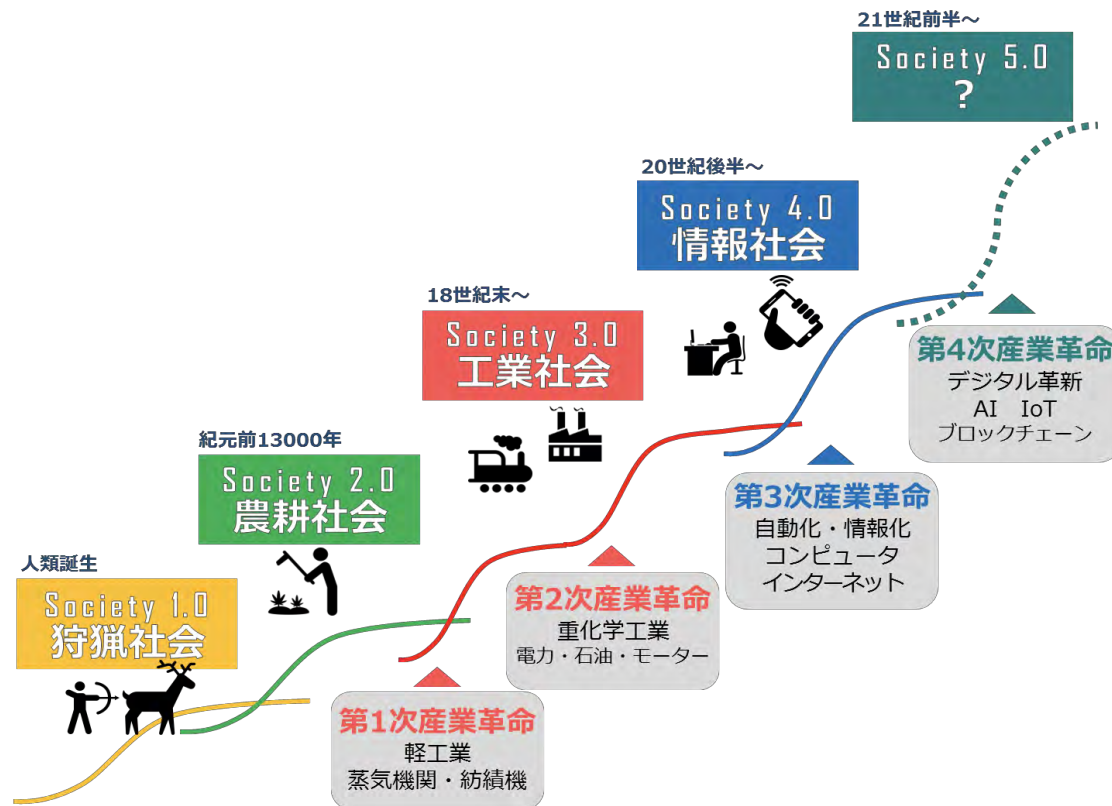 21世紀前半～
Society 5.0
?
20世紀後半～
Society 4.0
情報社会
18世紀末～
Society 3.0
工業社会
紀元前13000年
Society 2.0
農耕社会
人類誕生
Society 1.0
狩猟社会
第1次産業革命
軽工業
蒸気機関・紡績機
第2次産業革命
重化学工業
電力・石油・モーター
第3次産業革命
自動化・情報化
コンピュータ
インターネット
第4次産業革命
デジタル革新
AI IoT
ブロックチェーン